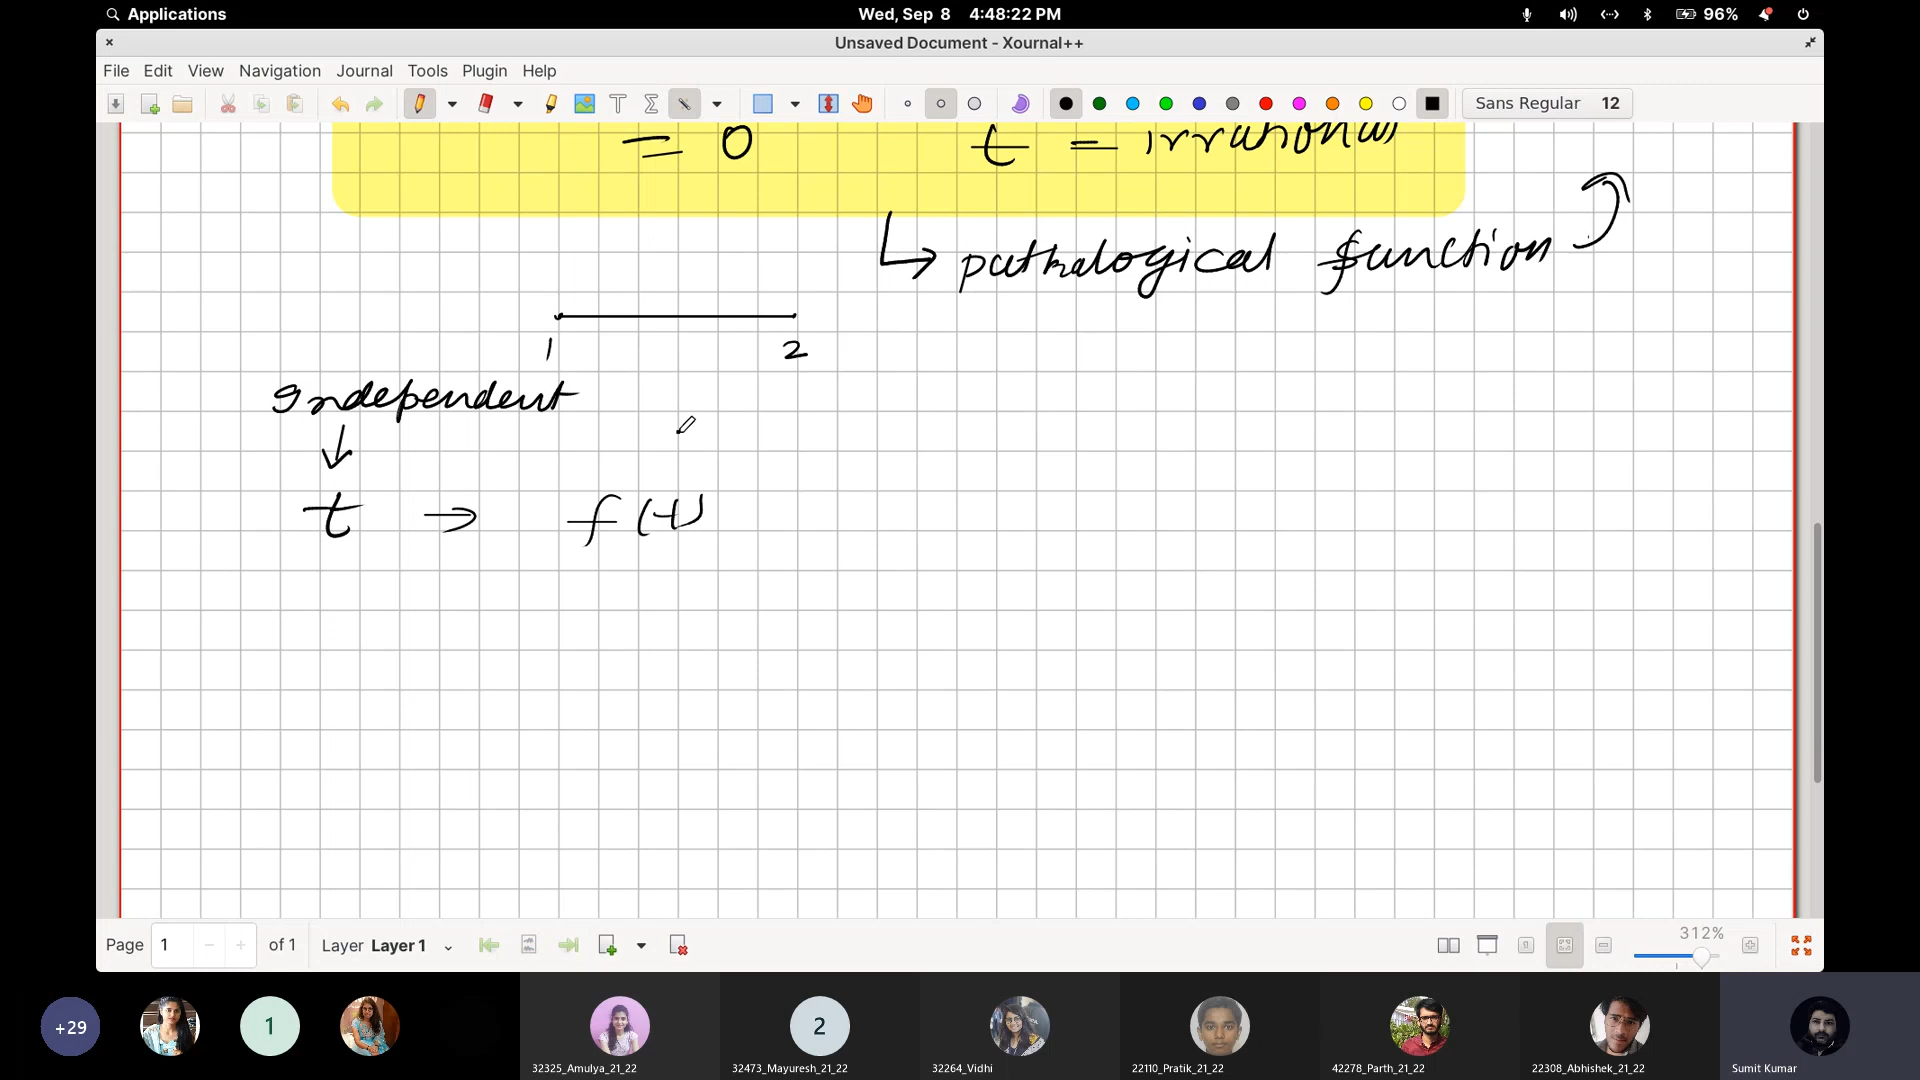 Applications
Wed, Sep 8 4:48:22 PM
96%
Unsaved Document - Xournal++
File Edit View Navigation Journal Tools Plugin Help
Sans Regular 12
= 0 t = irrational
↳ pathalogical function
1 2
Independent
↓
t → f(t)
Page 1 of 1 Layer Layer 1
312%
+29
1
2
32325_Amulya_21_22
32473_Mayuresh_21_22
32264_Vidhi
22110_Pratik_21_22
42278_Parth_21_22
22308_Abhishek_21_22
Sumit Kumar